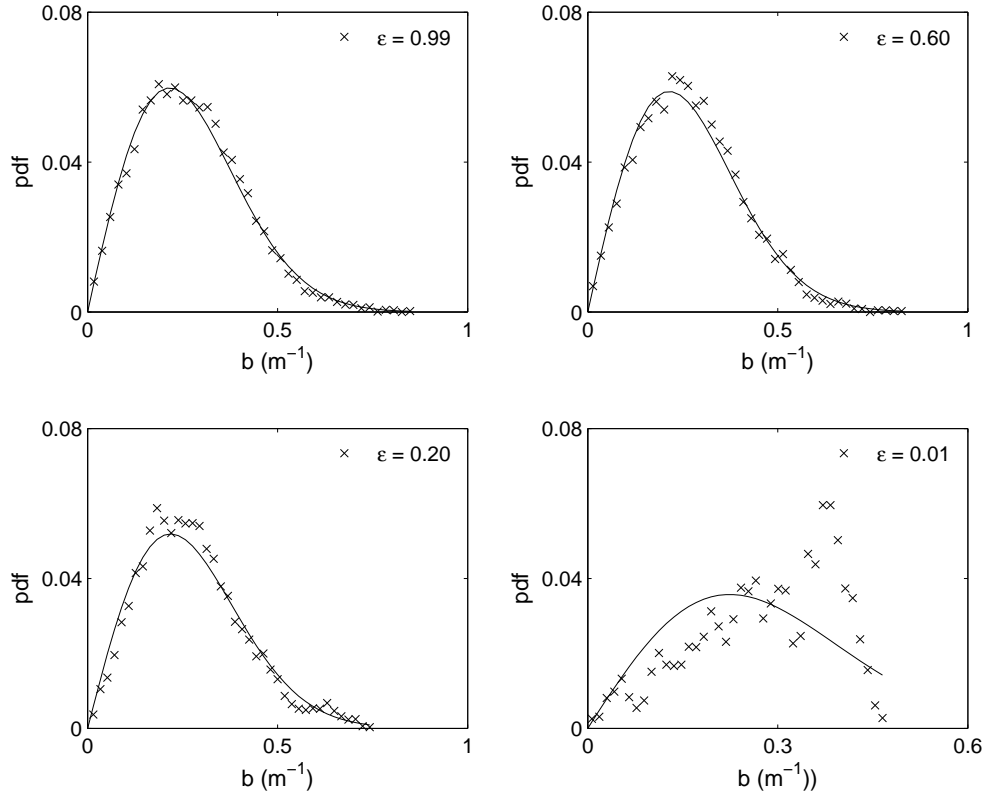 0.08
0.04
0
pdf
× ε = 0.99
0 0.5 1
b (m⁻¹)
0.08
0.04
0
pdf
× ε = 0.60
0 0.5 1
b (m⁻¹)
0.08
0.04
0
pdf
× ε = 0.20
0 0.5 1
b (m⁻¹)
0.08
0.04
0
pdf
× ε = 0.01
0 0.3 0.6
b (m⁻¹))